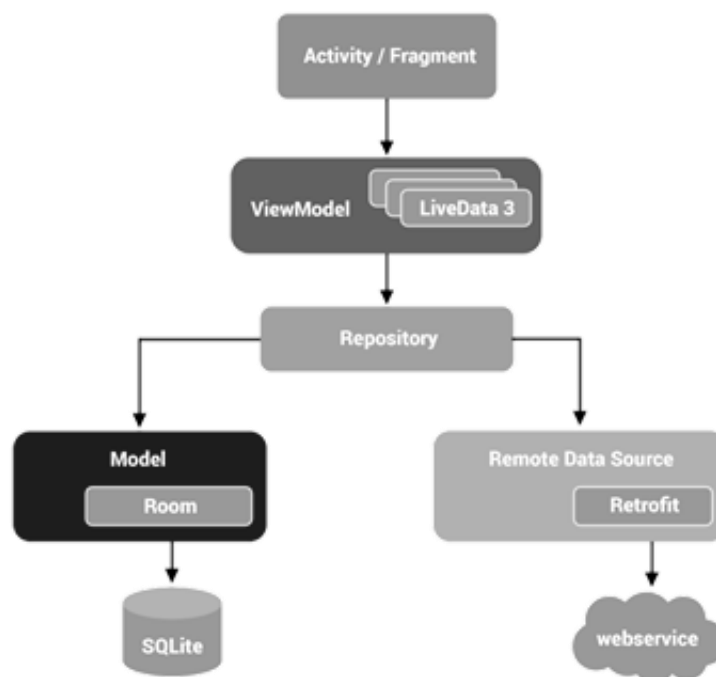 Activity / Fragment
ViewModel
LiveData 3
Repository
Model
Room
Remote Data Source
Retrofit
SQLite
webservice